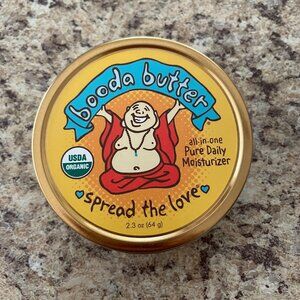 booda butter
all-in-one
Pure Daily
Moisturizer
USDA
ORGANIC
spread the love
2.3 oz (64 g)